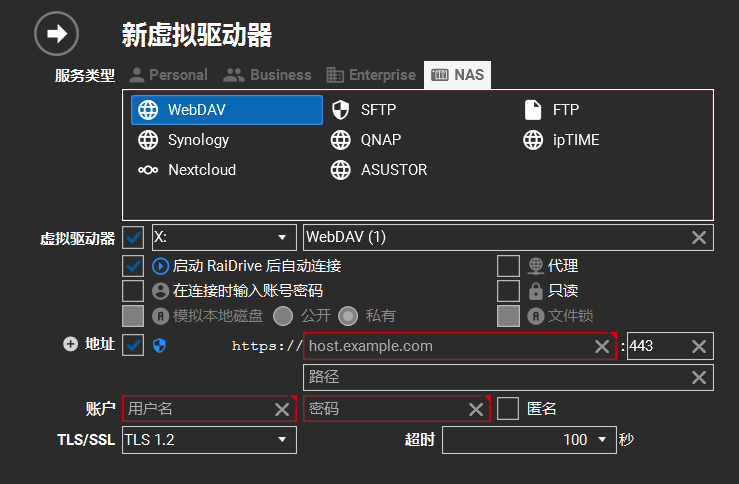 新虚拟驱动器
服务类型 Personal Business Enterprise NAS
WebDAV SFTP FTP
Synology QNAP ipTIME
Nextcloud ASUSTOR
虚拟驱动器 X: WebDAV (1)
启动 RaiDrive 后自动连接 代理
在连接时输入账号密码 只读
模拟本地磁盘 公开 私有 文件锁
地址 https:// host.example.com : 443
路径
账户 用户名 密码 匿名
TLS/SSL TLS 1.2 超时 100 秒